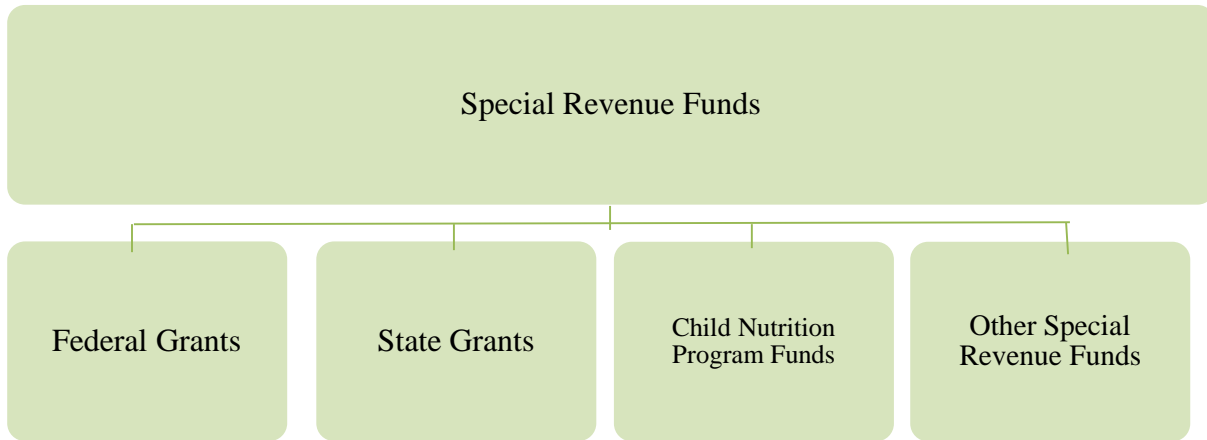 Special Revenue Funds
Federal Grants
State Grants
Child Nutrition
Program Funds
Other Special
Revenue Funds